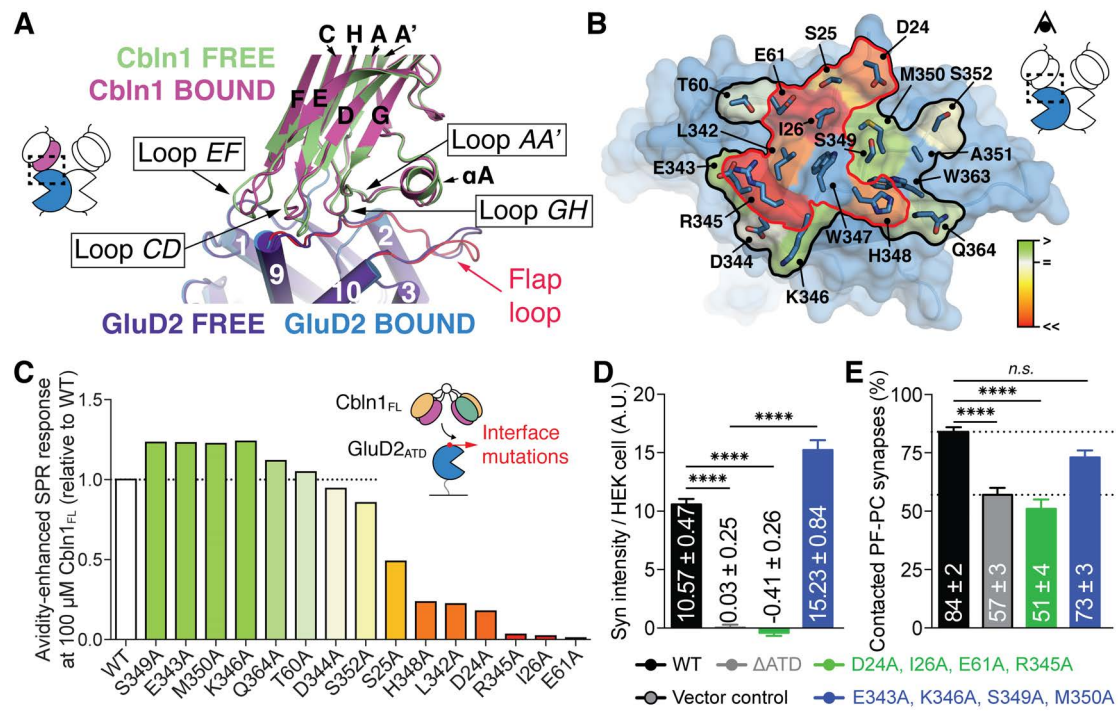 A
Cbln1 FREE
Cbln1 BOUND
C H A A'
F E D G
Loop EF
Loop AA'
αA
Loop CD
Loop GH
1 2
9
10 3
Flap
loop
GluD2 FREE GluD2 BOUND
B
D24
S25
E61
T60
M350
S352
L342
I26
S349
E343
A351
W363
R345
D344
K346
W347
H348
Q364
>
=
<<
C
Avidity-enhanced SPR response
at 100 µM Cbln1FL (relative to WT)
1.5
1.0
0.5
0.0
Cbln1FL
GluD2ATD
Interface
mutations
WT S349A E343A M350A K346A Q364A T60A D344A S352A S25A H348A L342A D24A R345A I26A E61A
D
Syn intensity / HEK cell (A.U.)
20
15
10
5
0
****
****
****
10.57 ± 0.47
0.03 ± 0.25
-0.41 ± 0.26
15.23 ± 0.84
E
Contacted PF-PC synapses (%)
100
75
50
25
0
n.s.
****
****
84 ± 2
57 ± 3
51 ± 4
73 ± 3
WT ΔATD D24A, I26A, E61A, R345A
Vector control E343A, K346A, S349A, M350A